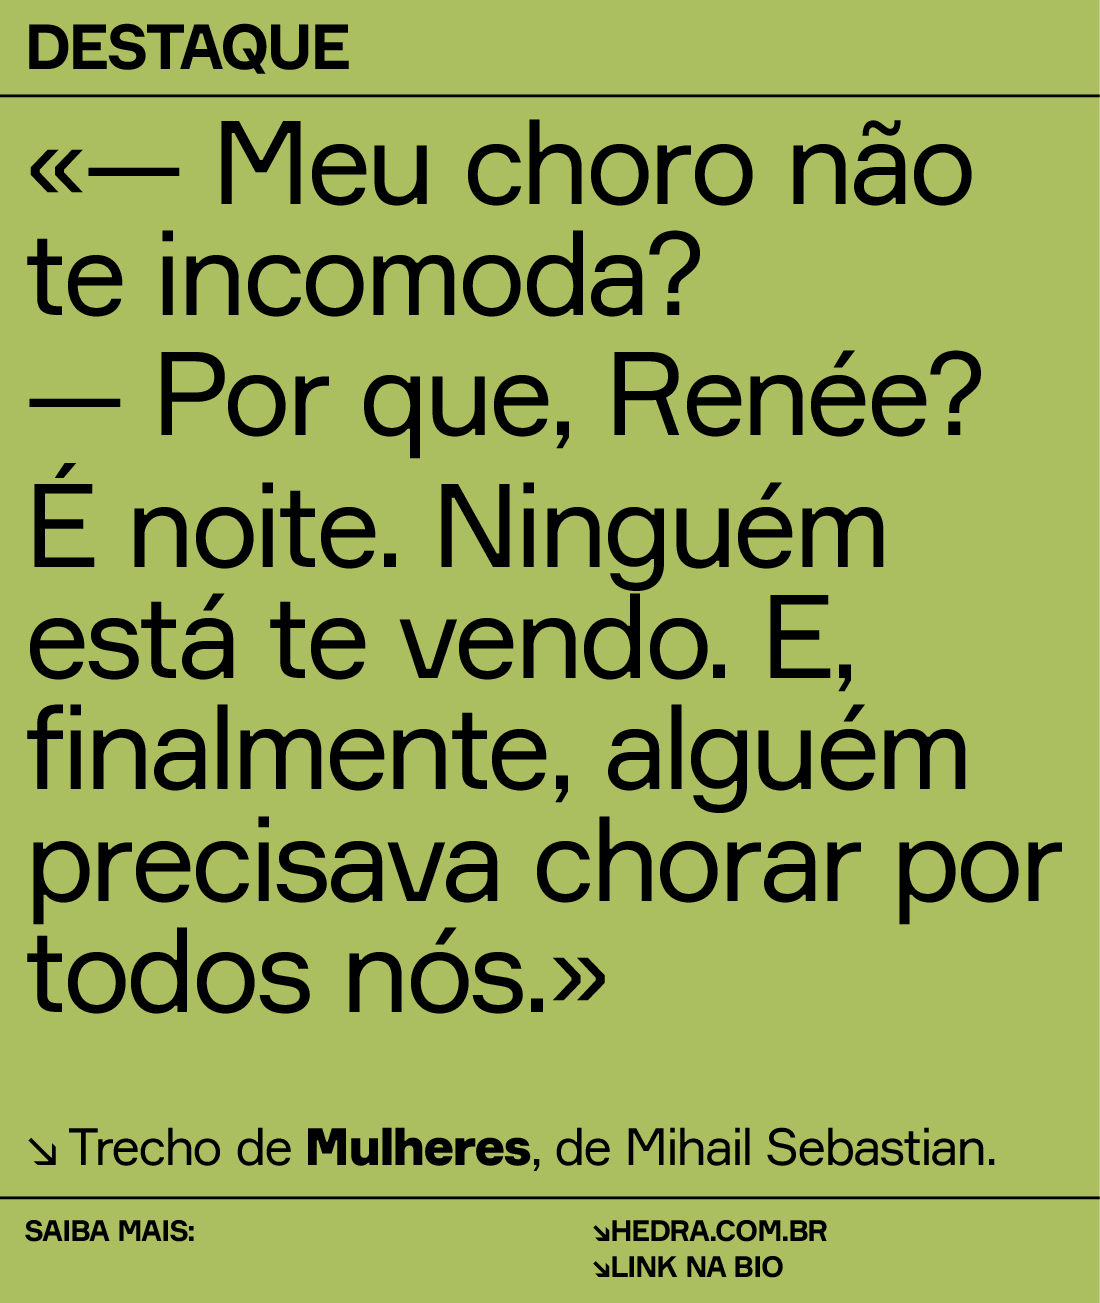 DESTAQUE
«— Meu choro não
te incomoda?
— Por que, Renée?
É noite. Ninguém
está te vendo. E,
finalmente, alguém
precisava chorar por
todos nós.»
↘ Trecho de Mulheres, de Mihail Sebastian.
SAIBA MAIS:
↘HEDRA.COM.BR
↘LINK NA BIO